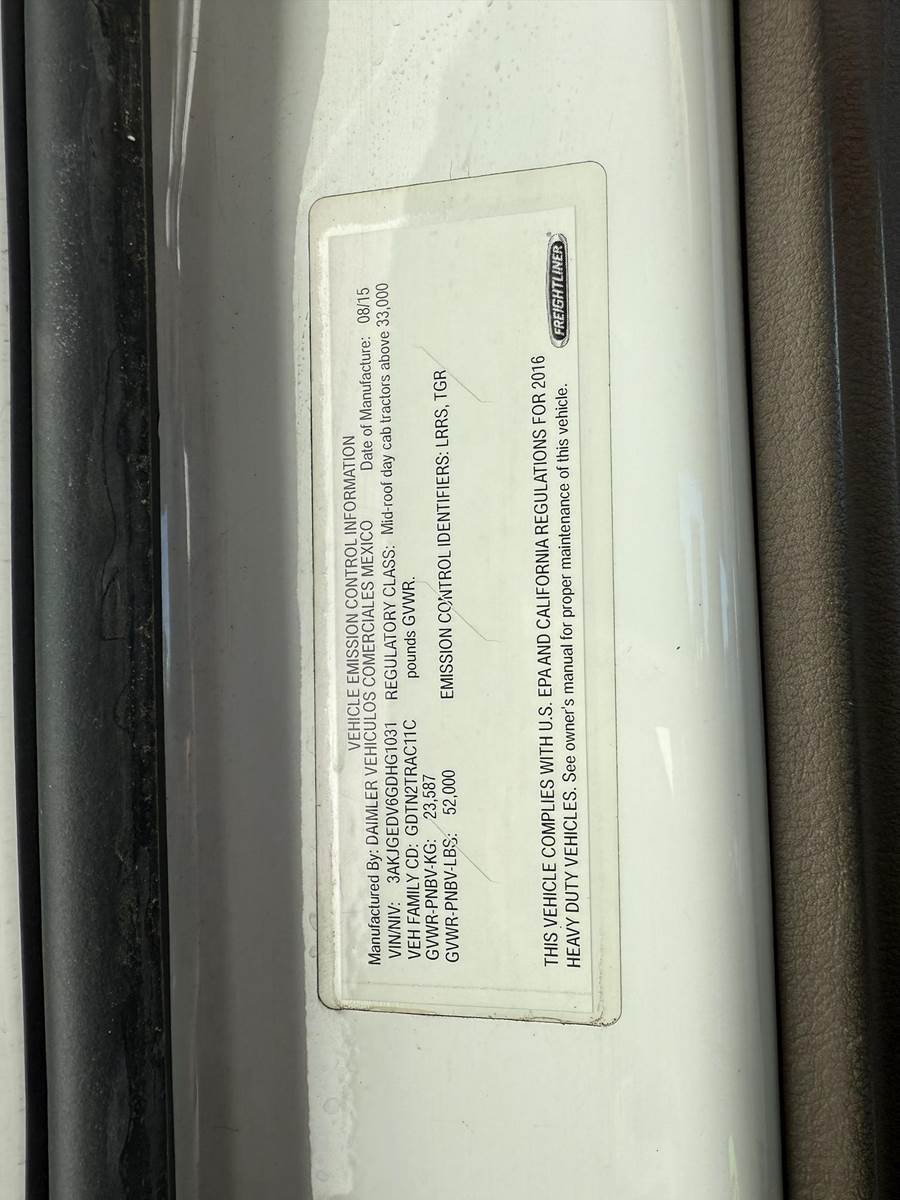 VEHICLE EMISSION CONTROL INFORMATION
Manufactured By: DAIMLER VEHICULOS COMERCIALES MEXICO Date of Manufacture: 08/15
VIN/NIV: 3AKJGEDV6GDHG1031 REGULATORY CLASS: Mid-roof day cab tractors above 33,000
VEH FAMILY CD: GDTN2TRAC11C pounds GVWR.
GVWR-PNBV-KG: 23,587
GVWR-PNBV-LBS: 52,000 EMISSION CONTROL IDENTIFIERS: LRRS, TGR
THIS VEHICLE COMPLIES WITH U.S. EPA AND CALIFORNIA REGULATIONS FOR 2016
HEAVY DUTY VEHICLES. See owner's manual for proper maintenance of this vehicle.
FREIGHTLINER